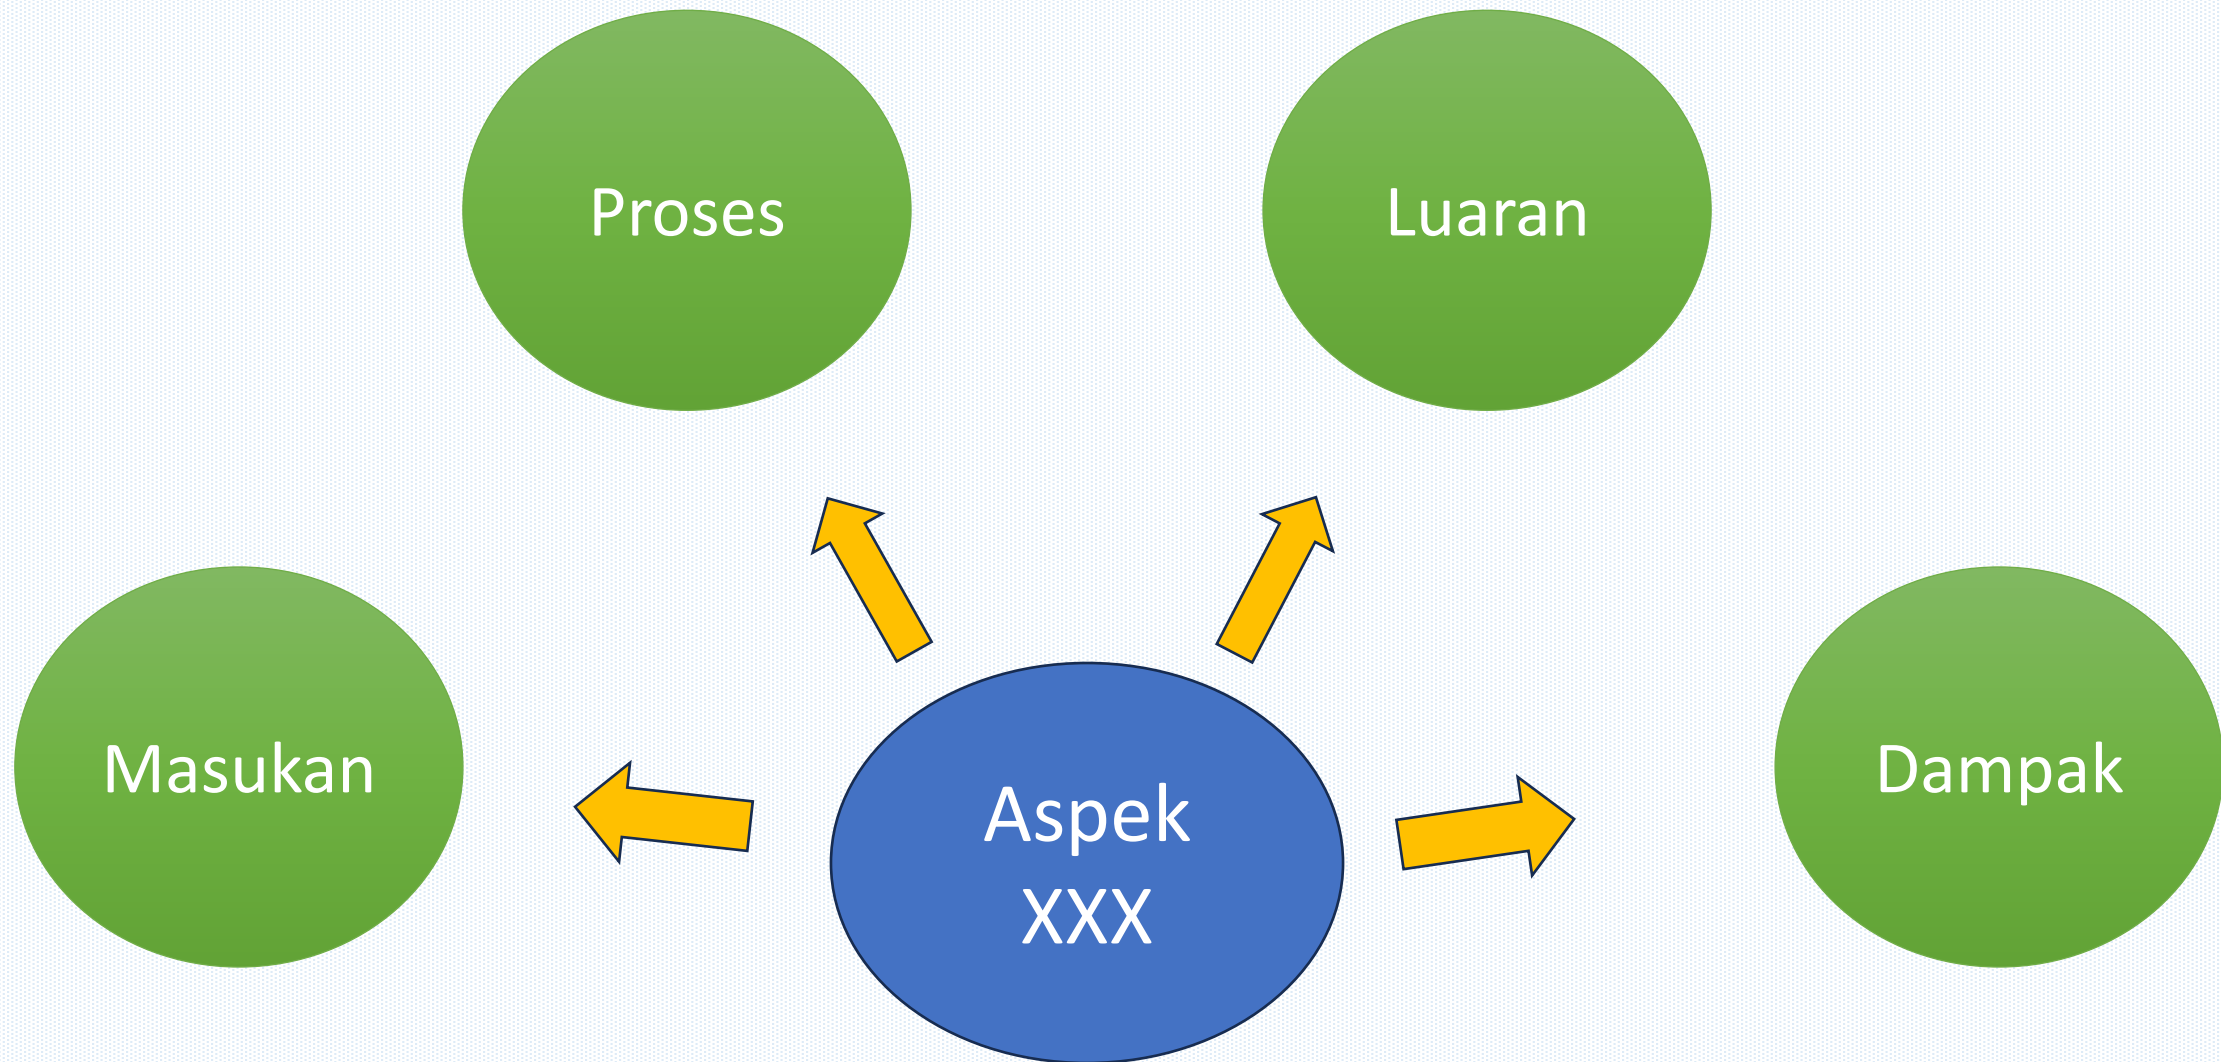 Proses
Luaran
Masukan
Dampak
Aspek
XXX